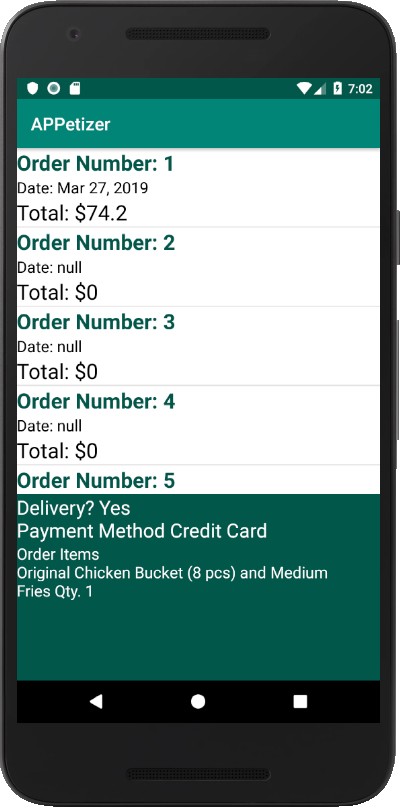 7:02
APPetizer
Order Number: 1
Date: Mar 27, 2019
Total: $74.2
Order Number: 2
Date: null
Total: $0
Order Number: 3
Date: null
Total: $0
Order Number: 4
Date: null
Total: $0
Order Number: 5
Delivery? Yes
Payment Method Credit Card
Order Items
Original Chicken Bucket (8 pcs) and Medium
Fries Qty. 1